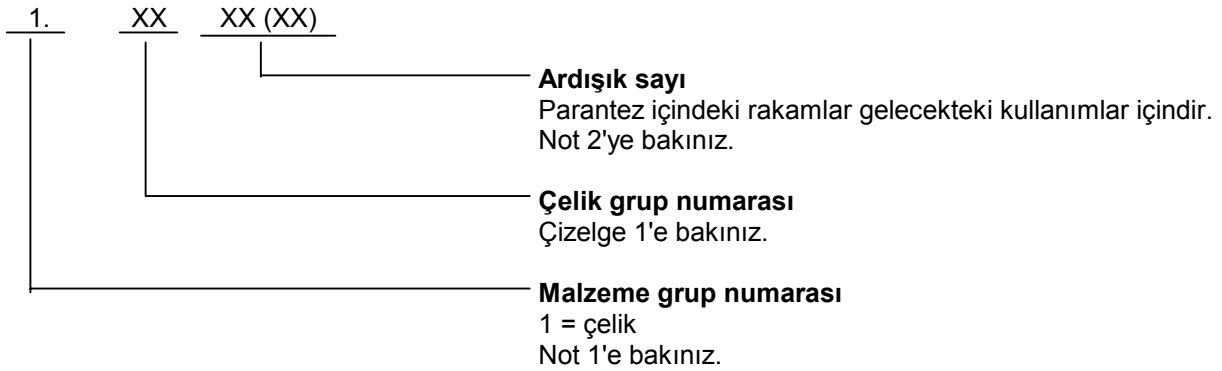 1. XX XX (XX)
Ardışık sayı
Parantez içindeki rakamlar gelecekteki kullanımlar içindir.
Not 2'ye bakınız.
Çelik grup numarası
Çizelge 1'e bakınız.
Malzeme grup numarası
1 = çelik
Not 1'e bakınız.